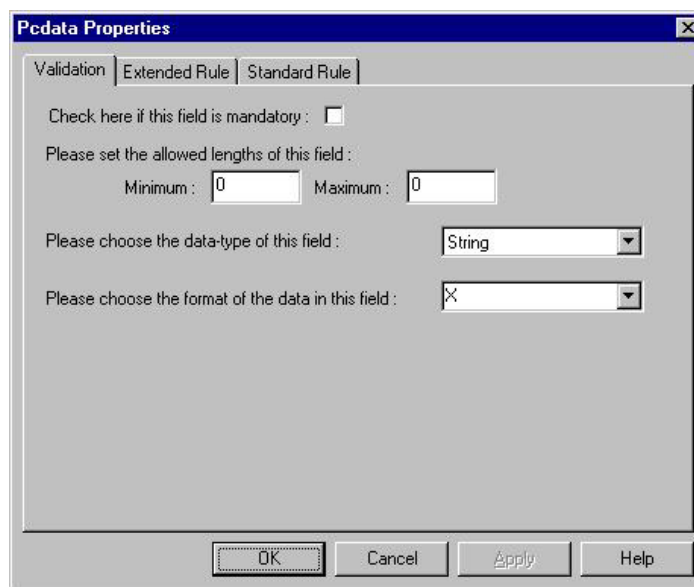 Pcdata Properties
Validation Extended Rule Standard Rule
Check here if this field is mandatory :
Please set the allowed lengths of this field :
Minimum : 0 Maximum : 0
Please choose the data-type of this field : String
Please choose the format of the data in this field : X
OK Cancel Apply Help